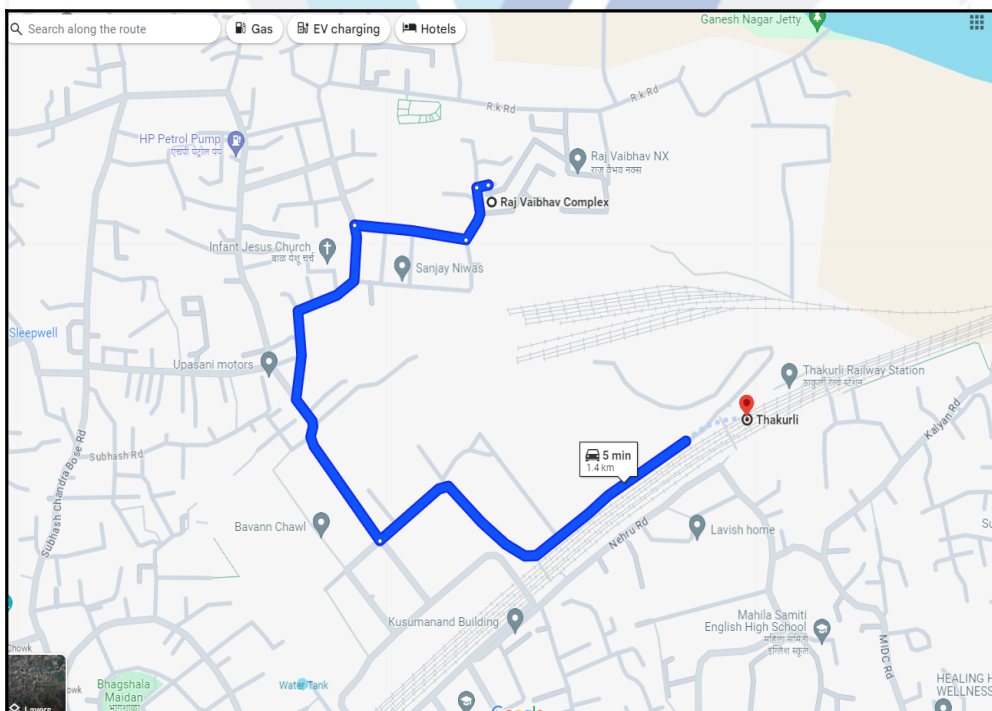 Search along the route
Gas
EV charging
Hotels
Ganesh Nagar Jetty
R.k Rd
R.k Rd
HP Petrol Pump
एचपी पेट्रोल पंप
Raj Vaibhav NX
राज वैभव नक्स
Raj Vaibhav Complex
Infant Jesus Church
बाळ येशू चर्च
Sanjay Niwas
Sleepwell
Upasani motors
Thakurli Railway Station
ठाकुर्ली रेल्वे स्टेशन
Thakurli
Kalyan Rd
5 min
1.4 km
Subhash Rd
Subhash Chandra Bose Rd
Bavann Chawl
Nehru Rd
Lavish home
Kusumanand Building
Mahila Samiti
English High School
महिला समिती
इंग्लिश स्कूल
MIDC Rd
Chowk
Water Tank
Bhagshala
Maidan
भागशाळा
HEALING H
WELLNESS
Layers